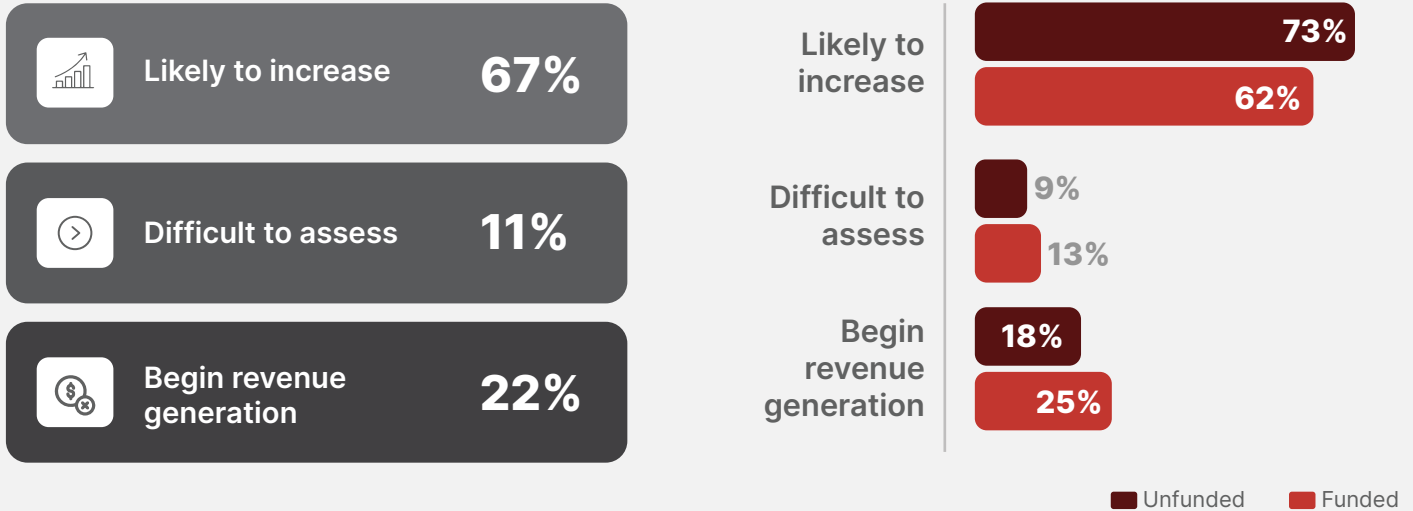 Likely to increase 67%
Difficult to assess 11%
Begin revenue
generation
22%
Likely to
increase
73%
62%
Difficult to
assess
9%
13%
Begin
revenue
generation
18%
25%
Unfunded Funded